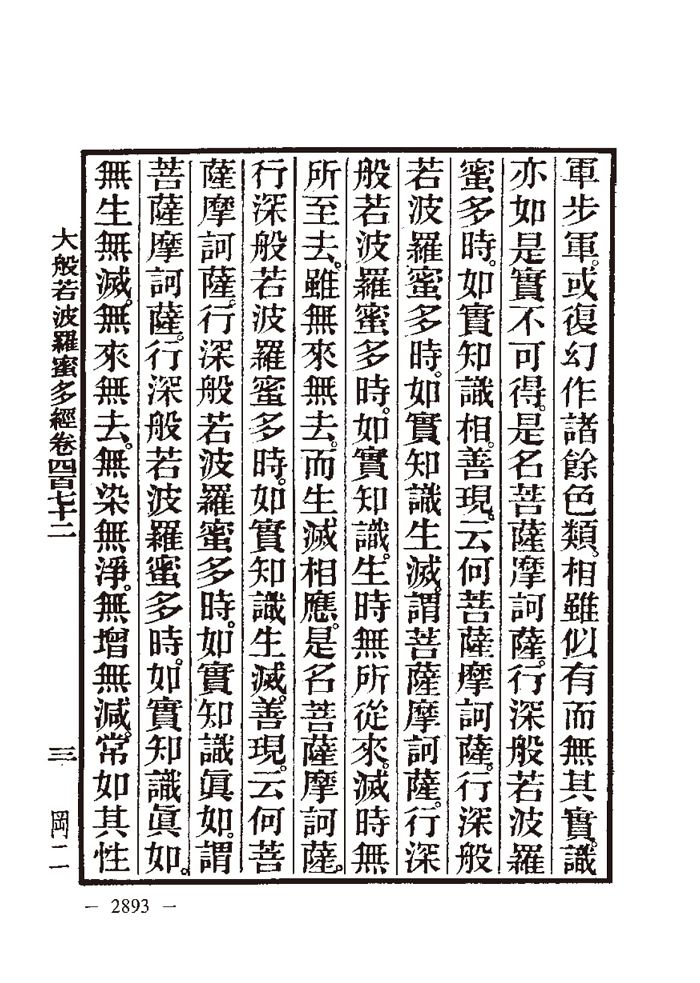 軍步軍。或復幻作諸餘色類。相雖似有而無其實。識
亦如是實不可得。是名菩薩摩訶薩。行深般若波羅
蜜多時。如實知識相。善現。云何菩薩摩訶薩。行深般
若波羅蜜多時。如實知識生滅。謂菩薩摩訶薩。行深
般若波羅蜜多時。如實知識。生時無所從來。滅時無
所至去。雖無來無去。而生滅相應。是名菩薩摩訶薩。
行深般若波羅蜜多時。如實知識生滅。善現。云何菩
薩摩訶薩。行深般若波羅蜜多時。如實知識眞如。謂
菩薩摩訶薩。行深般若波羅蜜多時。如實知識眞如。
無生無滅。無來無去。無染無淨。無增無減。常如其性
大般若波羅蜜多經卷四百七十二 三 岡二
— 2893 —